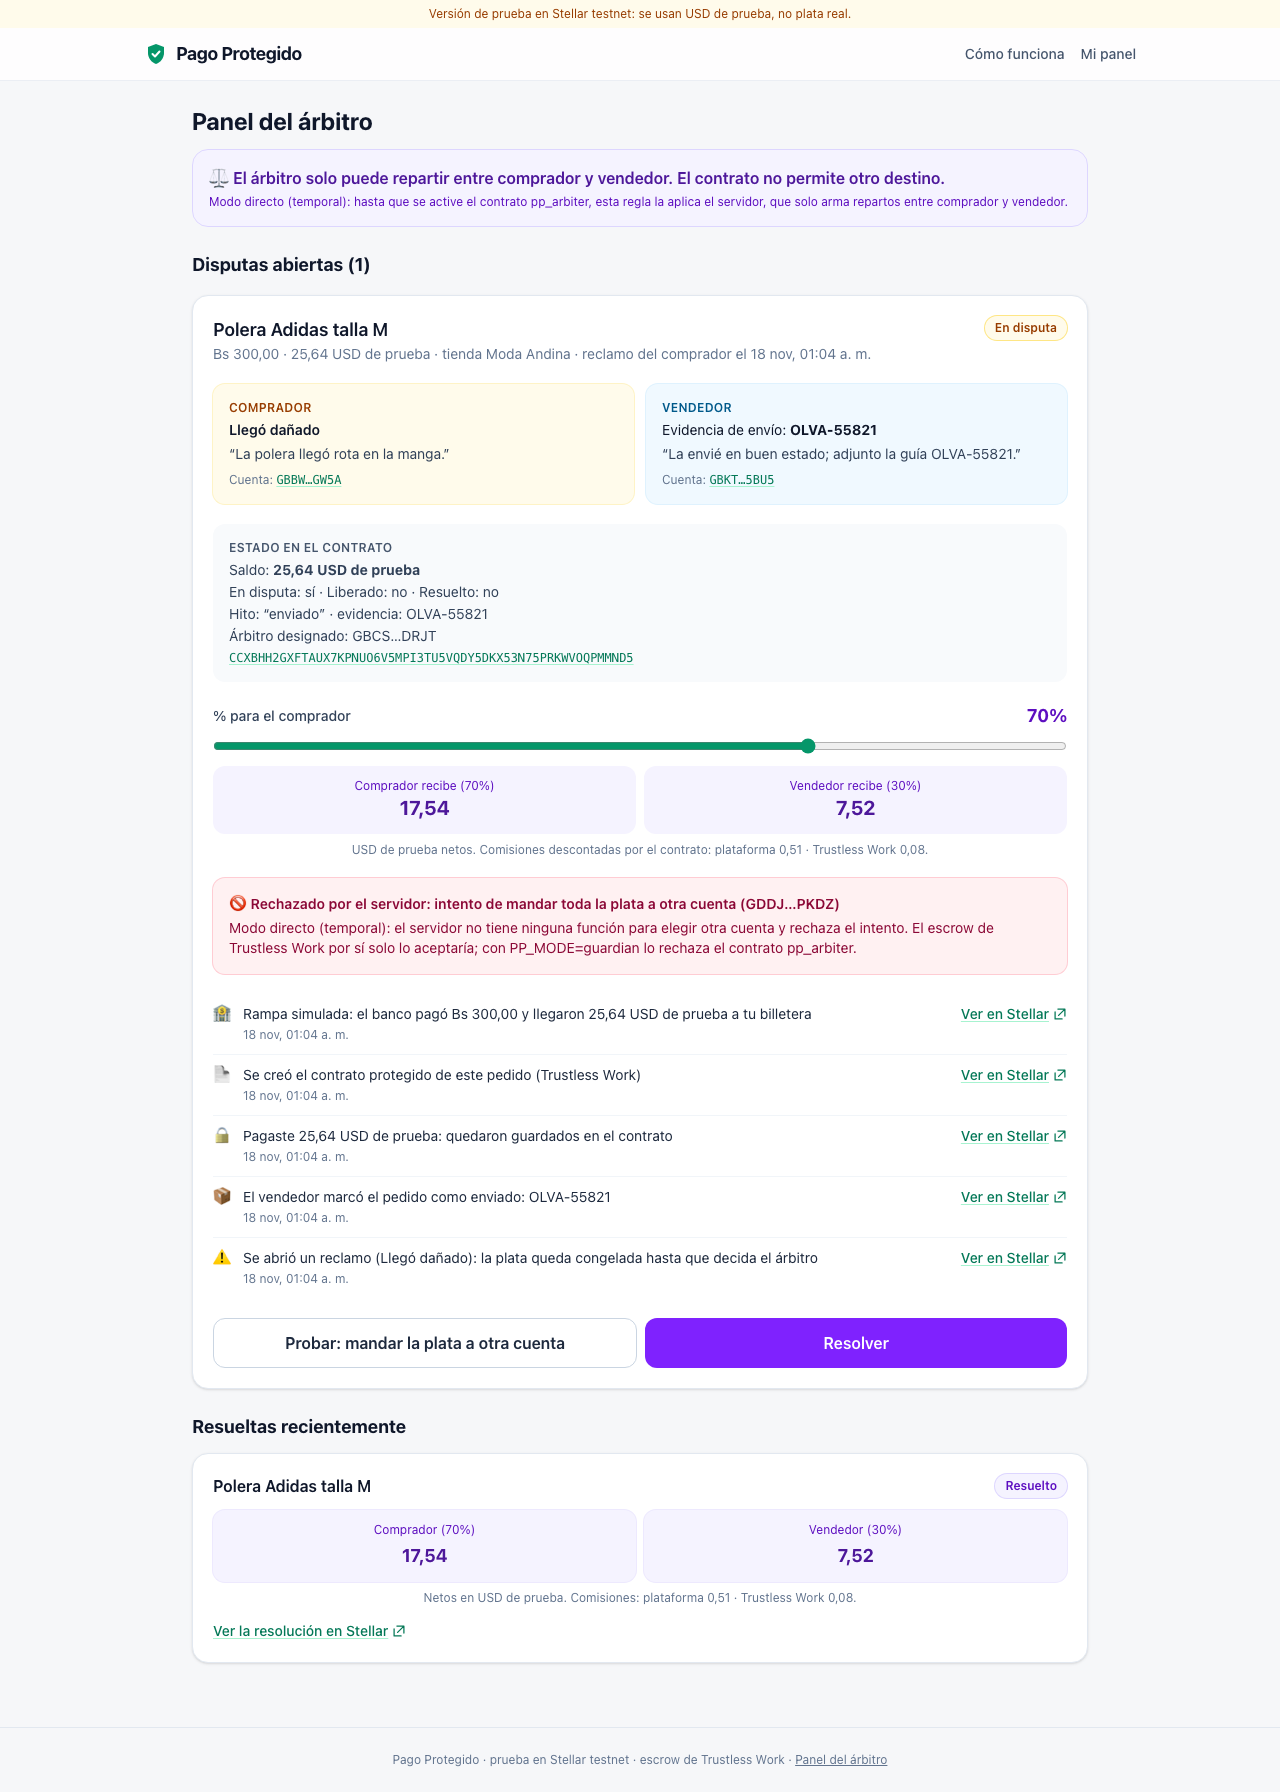 Versión de prueba en Stellar testnet: se usan USD de prueba, no plata real.
Pago Protegido
Cómo funciona
Mi panel
Panel del árbitro
El árbitro solo puede repartir entre comprador y vendedor. El contrato no permite otro destino.
Modo directo (temporal): hasta que se active el contrato pp_arbiter, esta regla la aplica el servidor, que solo arma repartos entre comprador y vendedor.
Disputas abiertas (1)
Polera Adidas talla M
En disputa
Bs 300,00 · 25,64 USD de prueba · tienda Moda Andina · reclamo del comprador el 18 nov, 01:04 a. m.
COMPRADOR
Llegó dañado
“La polera llegó rota en la manga.”
Cuenta: GBBW…GW5A
VENDEDOR
Evidencia de envío: OLVA-55821
“La envié en buen estado; adjunto la guía OLVA-55821.”
Cuenta: GBKT…5BU5
ESTADO EN EL CONTRATO
Saldo: 25,64 USD de prueba
En disputa: sí · Liberado: no · Resuelto: no
Hito: “enviado” · evidencia: OLVA-55821
Árbitro designado: GBCS…DRJT
CCXBHH2GXFTAUX7KPNUO6V5MPI3TU5VQDY5DKX53N75PRKWVOQPMMND5
% para el comprador
70%
Comprador recibe (70%)
17,54
Vendedor recibe (30%)
7,52
USD de prueba netos. Comisiones descontadas por el contrato: plataforma 0,51 · Trustless Work 0,08.
Rechazado por el servidor: intento de mandar toda la plata a otra cuenta (GDDJ…PKDZ)
Modo directo (temporal): el servidor no tiene ninguna función para elegir otra cuenta y rechaza el intento. El escrow de
Trustless Work por sí solo lo aceptaría; con PP_MODE=guardian lo rechaza el contrato pp_arbiter.
Rampa simulada: el banco pagó Bs 300,00 y llegaron 25,64 USD de prueba a tu billetera
Ver en Stellar
18 nov, 01:04 a. m.
Se creó el contrato protegido de este pedido (Trustless Work)
Ver en Stellar
18 nov, 01:04 a. m.
Pagaste 25,64 USD de prueba: quedaron guardados en el contrato
Ver en Stellar
18 nov, 01:04 a. m.
El vendedor marcó el pedido como enviado: OLVA-55821
Ver en Stellar
18 nov, 01:04 a. m.
Se abrió un reclamo (Llegó dañado): la plata queda congelada hasta que decida el árbitro
Ver en Stellar
18 nov, 01:04 a. m.
Probar: mandar la plata a otra cuenta
Resolver
Resueltas recientemente
Polera Adidas talla M
Resuelto
Comprador (70%)
17,54
Vendedor (30%)
7,52
Netos en USD de prueba. Comisiones: plataforma 0,51 · Trustless Work 0,08.
Ver la resolución en Stellar
Pago Protegido · prueba en Stellar testnet · escrow de Trustless Work · Panel del árbitro